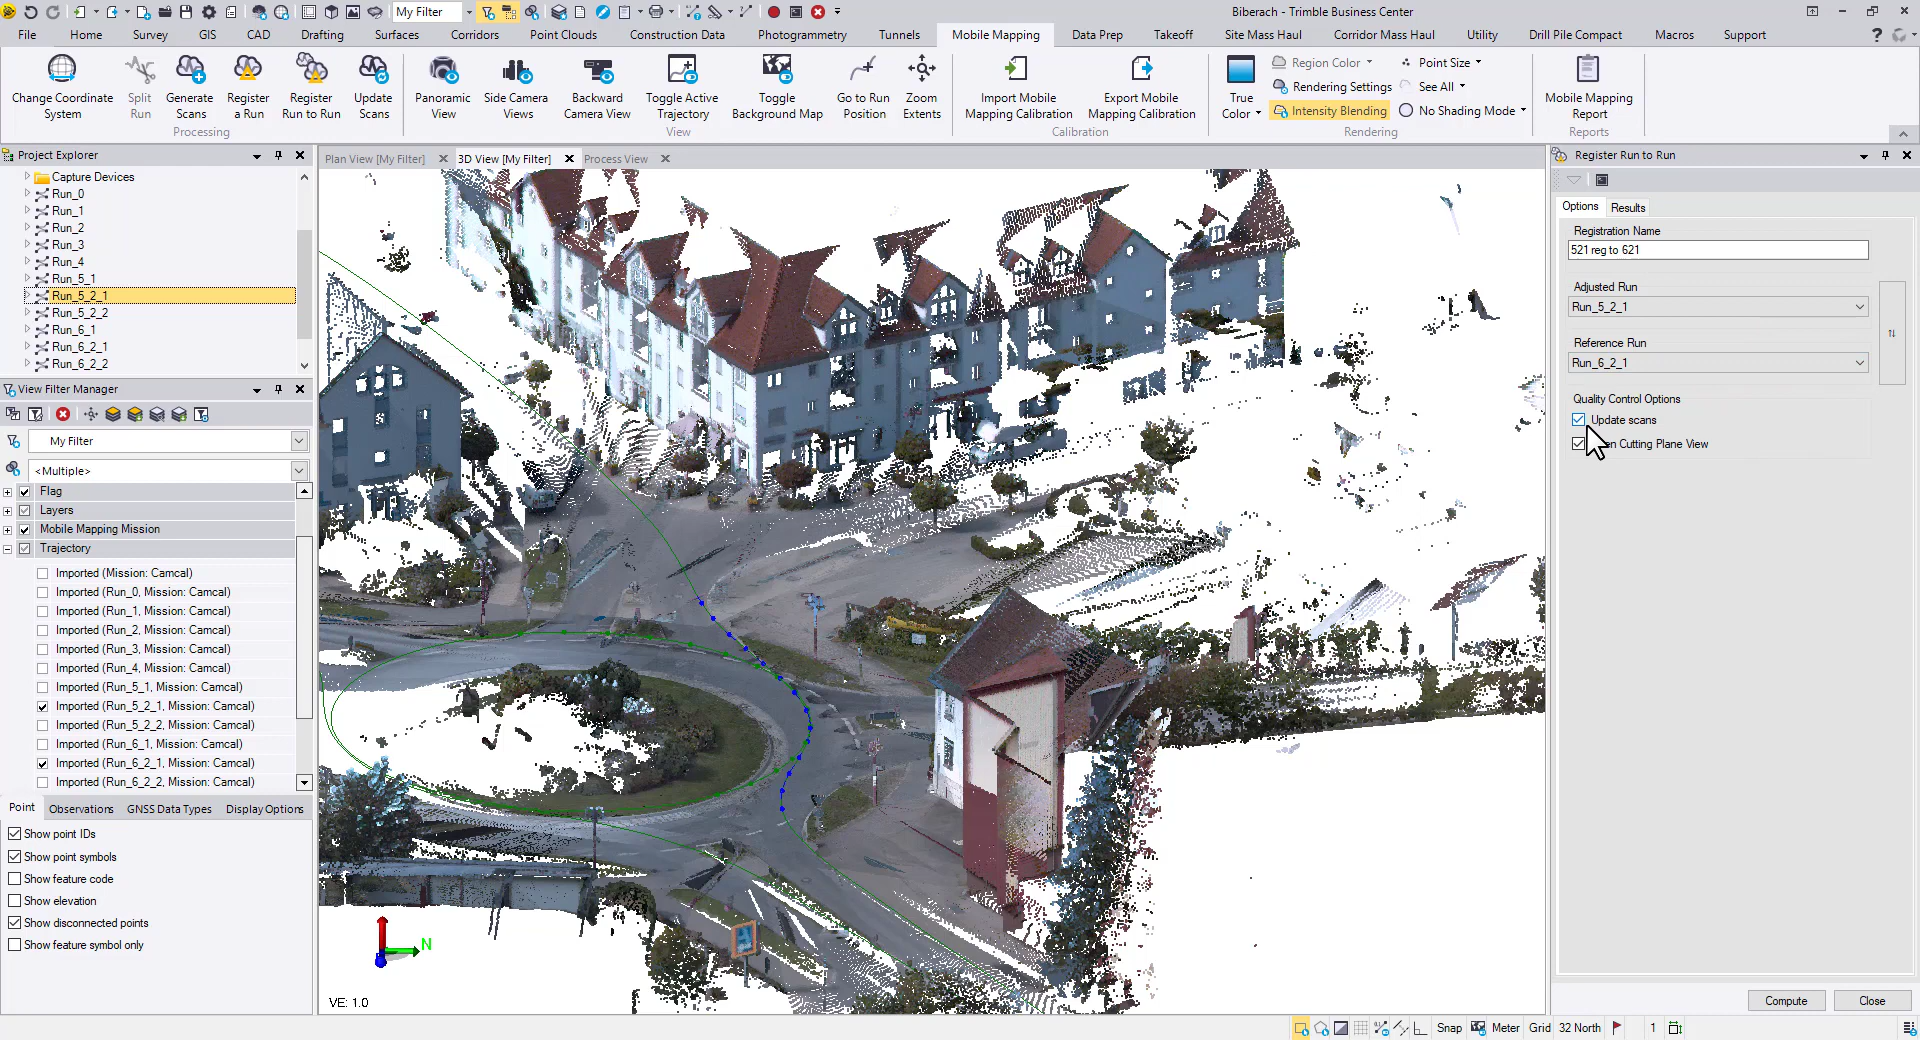 My Filter
Biberach - Trimble Business Center
File
Home
Survey
GIS
CAD
Drafting
Surfaces
Corridors
Point Clouds
Construction Data
Photogrammetry
Tunnels
Mobile Mapping
Data Prep
Takeoff
Site Mass Haul
Corridor Mass Haul
Utility
Drill Pile Compact
Macros
Support
Change Coordinate System
Split Run
Generate Scans
Register a Run
Register Run to Run
Update Scans
Processing
Panoramic View
Side Camera Views
Backward Camera View
Toggle Active Trajectory
Toggle Background Map
Go to Run Position
Zoom Extents
View
Import Mobile Mapping Calibration
Export Mobile Mapping Calibration
Calibration
True Color
Region Color
Rendering Settings
Intensity Blending
Point Size
See All
No Shading Mode
Rendering
Mobile Mapping Report
Reports
Project Explorer
Capture Devices
Run_0
Run_1
Run_2
Run_3
Run_4
Run_5_1
Run_5_2_1
Run_5_2_2
Run_6_1
Run_6_2_1
Run_6_2_2
View Filter Manager
My Filter
<Multiple>
Flag
Layers
Mobile Mapping Mission
Trajectory
Imported (Mission: Camcal)
Imported (Run_0, Mission: Camcal)
Imported (Run_1, Mission: Camcal)
Imported (Run_2, Mission: Camcal)
Imported (Run_3, Mission: Camcal)
Imported (Run_4, Mission: Camcal)
Imported (Run_5_1, Mission: Camcal)
Imported (Run_5_2_1, Mission: Camcal)
Imported (Run_5_2_2, Mission: Camcal)
Imported (Run_6_1, Mission: Camcal)
Imported (Run_6_2_1, Mission: Camcal)
Imported (Run_6_2_2, Mission: Camcal)
Point
Observations
GNSS Data Types
Display Options
Show point IDs
Show point symbols
Show feature code
Show elevation
Show disconnected points
Show feature symbol only
Plan View [My Filter]
3D View [My Filter]
Process View
N
VE: 1.0
Register Run to Run
Options
Results
Registration Name
521 reg to 621
Adjusted Run
Run_5_2_1
Reference Run
Run_6_2_1
Quality Control Options
Update scans
Cutting Plane View
Compute
Close
Snap
Meter
Grid
32 North
1